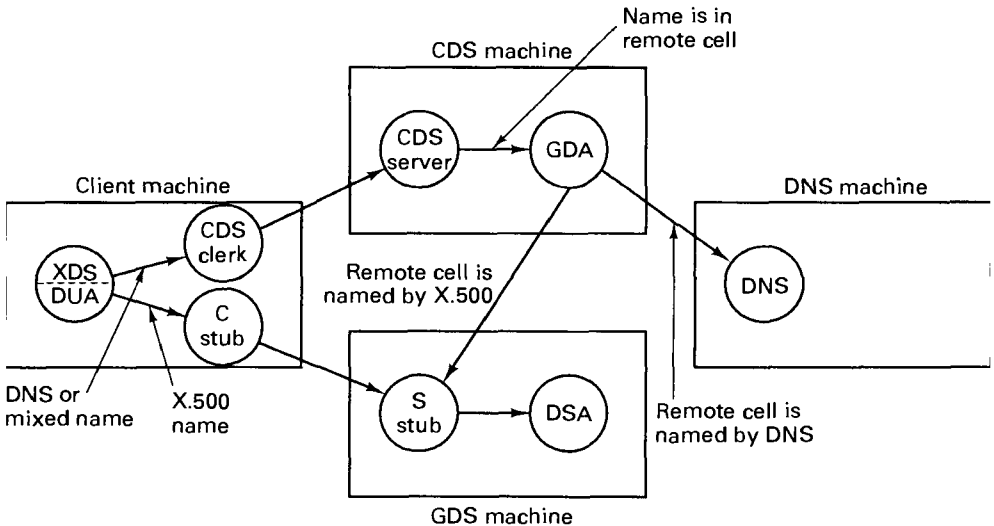 Name is in
remote cell
CDS machine
CDS
server
GDA
Client machine
DNS machine
CDS
clerk
XDS
DUA
Remote cell is
named by X.500
DNS
C
stub
DNS or
mixed name
X.500
name
S
stub
DSA
Remote cell is
named by DNS
GDS machine